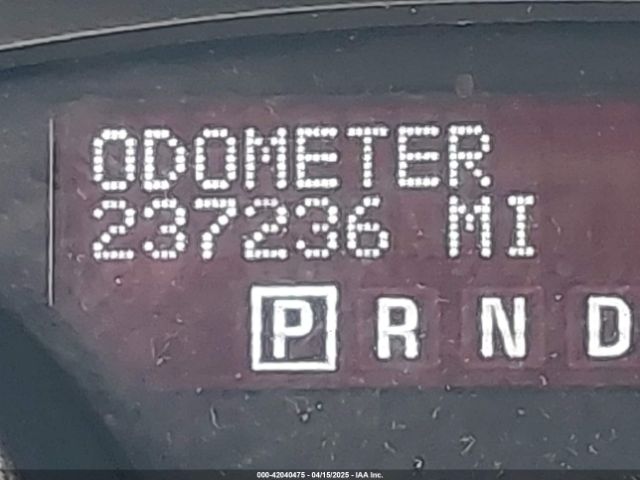 ODOMETER
237236 MI
P R N D
000-42040475 - 04/15/2025 - IAA Inc.